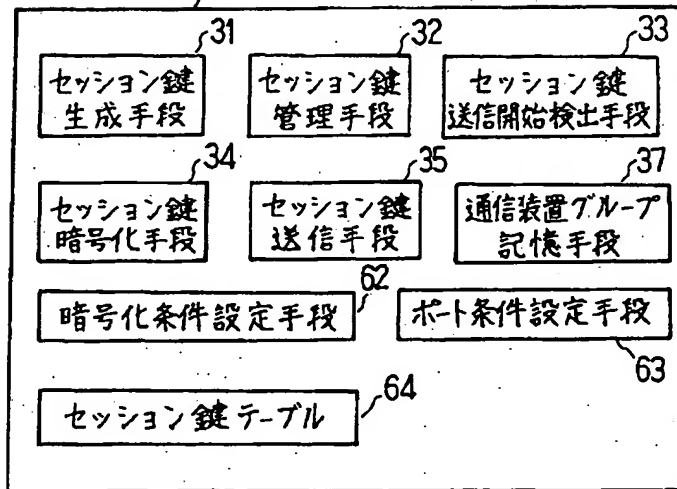 31
32
33
セッション鍵
生成手段
セッション鍵
管理手段
セッション鍵
送信開始検出手段
34
35
37
セッション鍵
暗号化手段
セッション鍵
送信手段
通信装置グループ
記憶手段
62
暗号化条件設定手段
ポート条件設定手段
63
セッション鍵テーブル
64